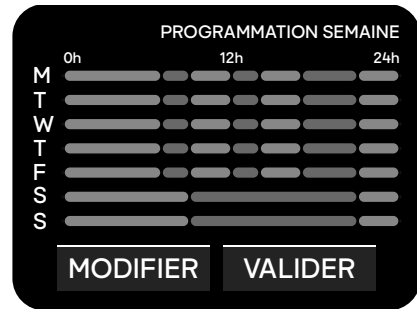 PROGRAMMATION SEMAINE
0h 12h 24h
M
T
W
T
F
S
S
MODIFIER VALIDER